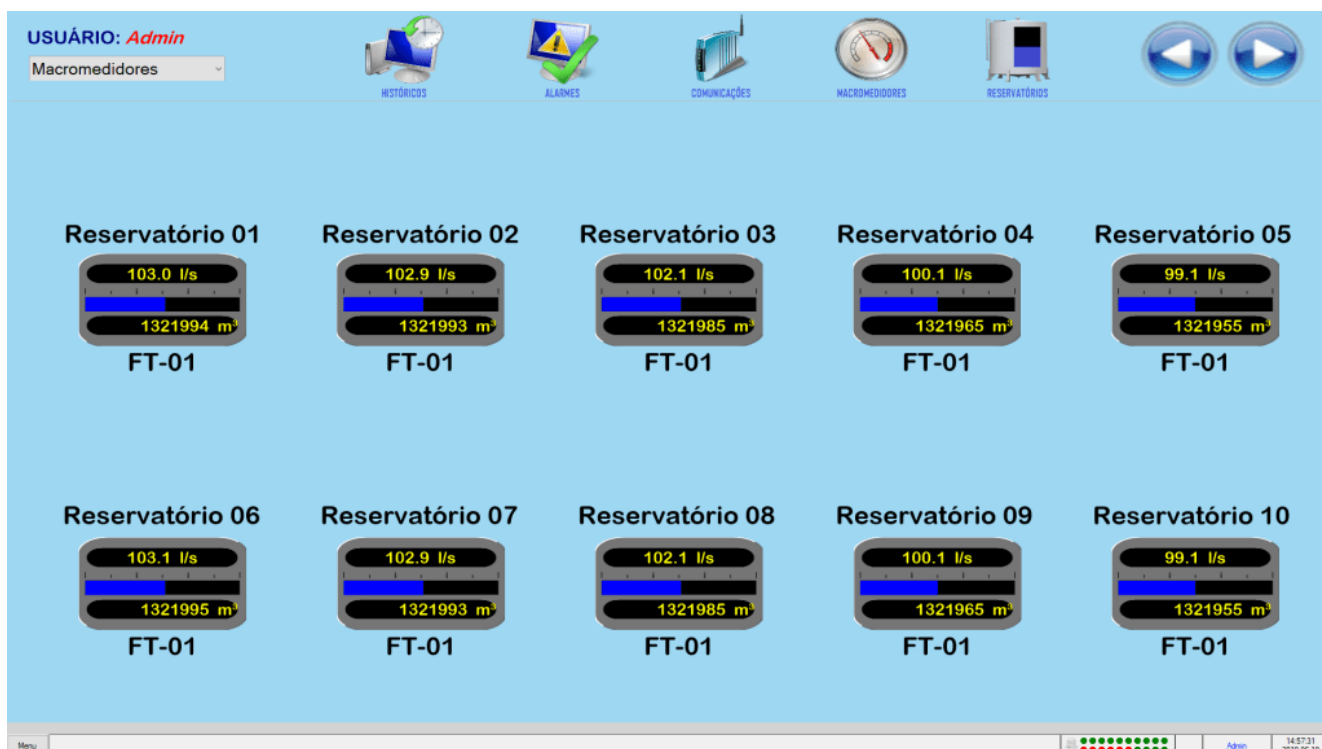 USUÁRIO: Admin
Macromedidores
HISTÓRICOS
ALARMES
COMUNICAÇÕES
MACROMEDIDORES
RESERVATÓRIOS
Reservatório 01 Reservatório 02 Reservatório 03 Reservatório 04 Reservatório 05
103.0 l/s 102.9 l/s 102.1 l/s 100.1 l/s 99.1 l/s
1321994 m³ 1321993 m³ 1321985 m³ 1321965 m³ 1321955 m³
FT-01 FT-01 FT-01 FT-01 FT-01
Reservatório 06 Reservatório 07 Reservatório 08 Reservatório 09 Reservatório 10
103.1 l/s 102.9 l/s 102.1 l/s 100.1 l/s 99.1 l/s
1321995 m³ 1321993 m³ 1321985 m³ 1321965 m³ 1321955 m³
FT-01 FT-01 FT-01 FT-01 FT-01
Menu
Admin
14:57:31